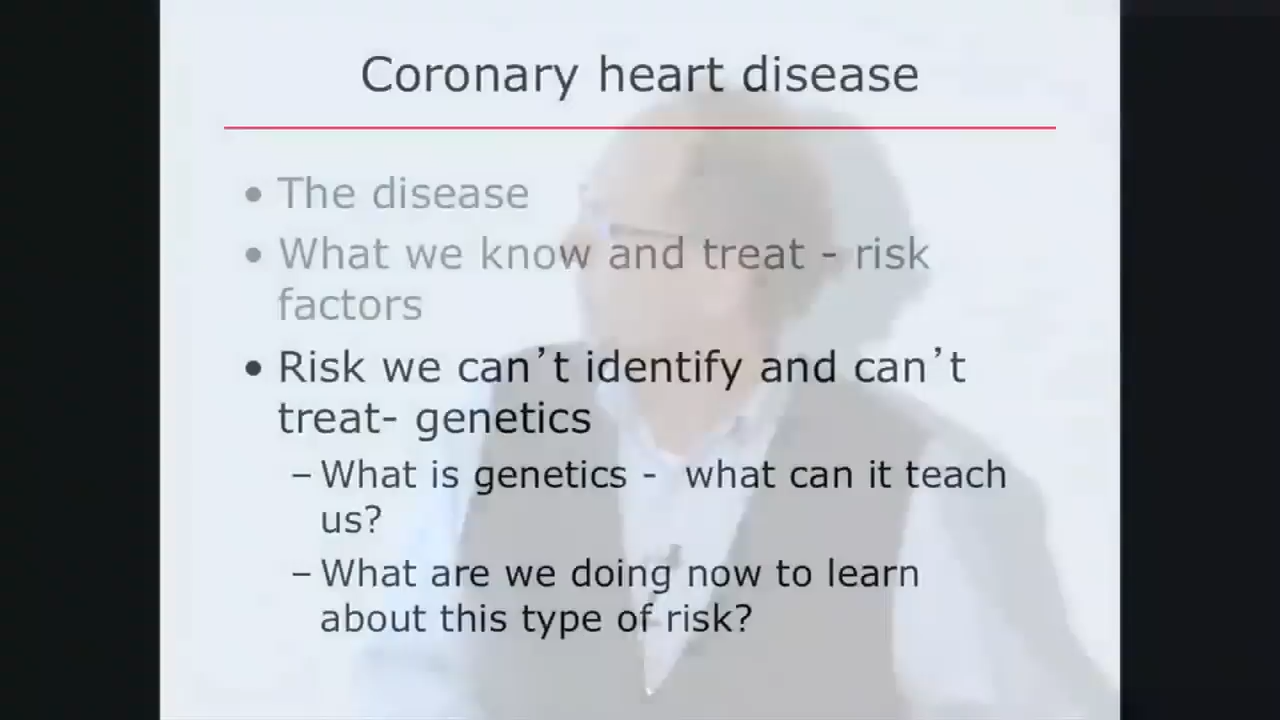 Coronary heart disease
• The disease
• What we know and treat - risk
factors
• Risk we can’t identify and can’t
treat- genetics
– What is genetics -  what can it teach
us?
– What are we doing now to learn
about this type of risk?